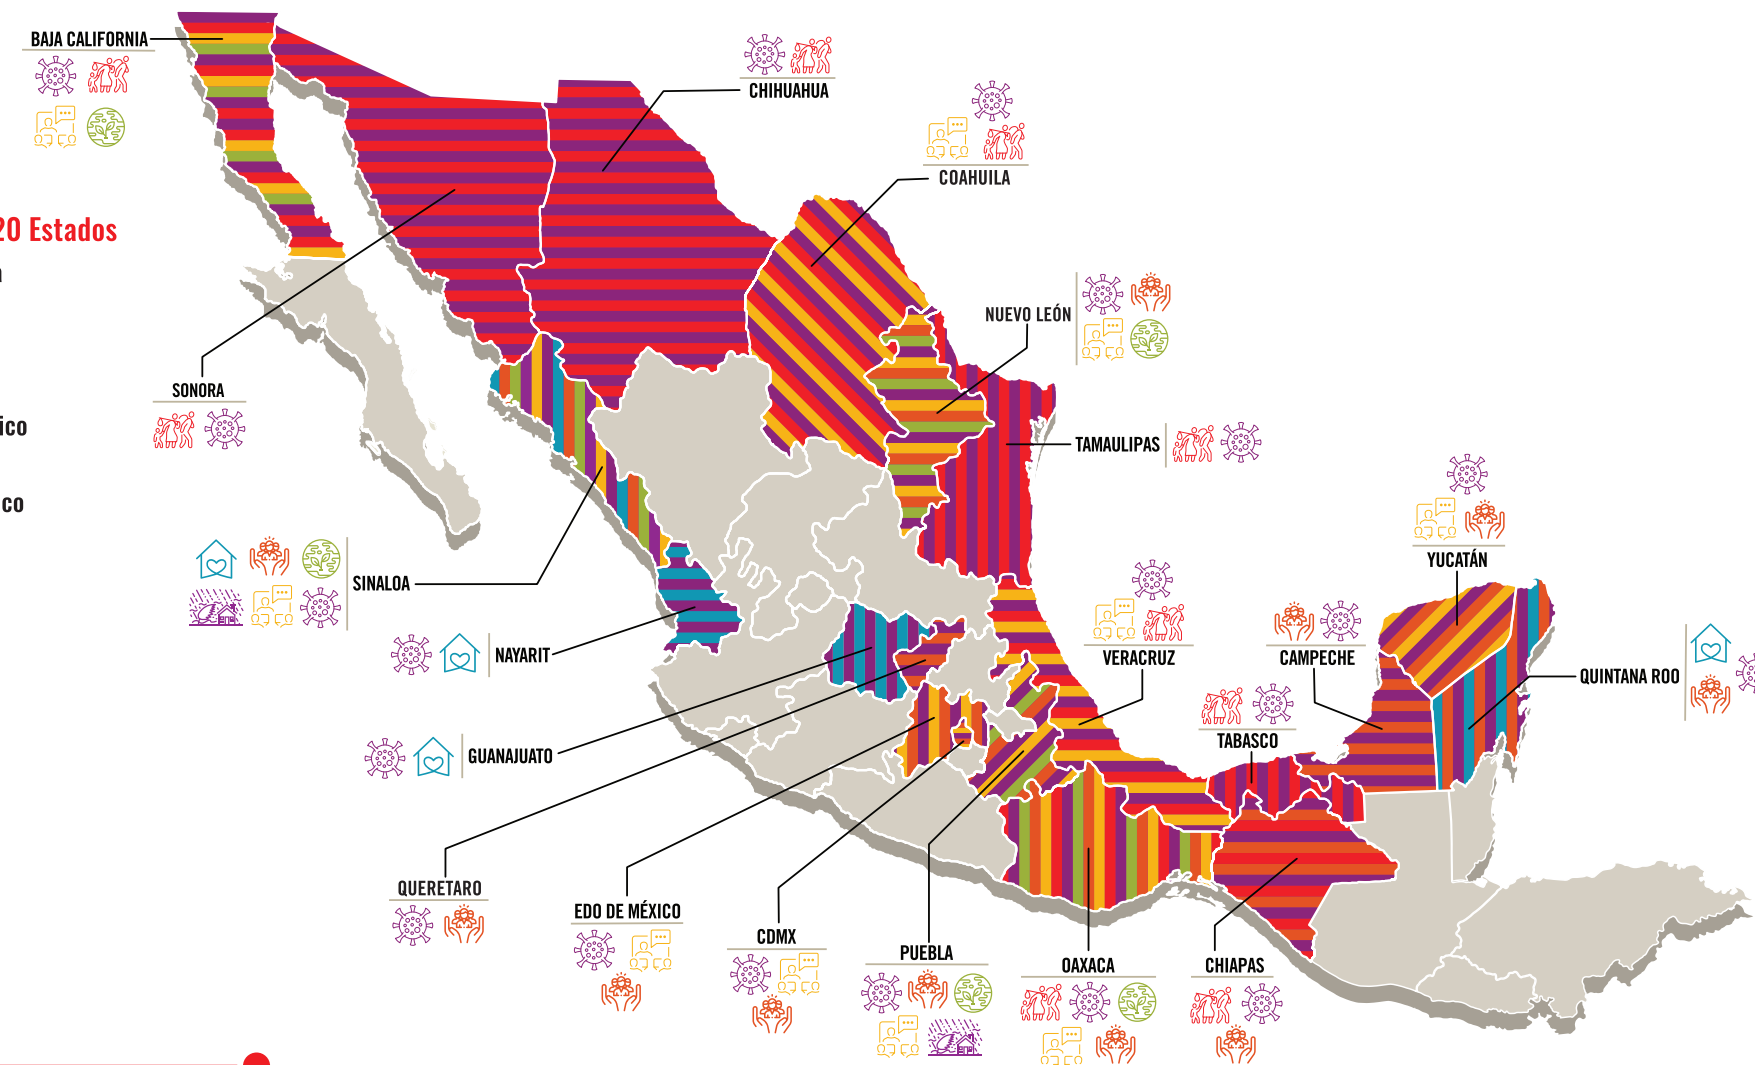 BAJA CALIFORNIA
CHIHUAHUA
COAHUILA
20 Estados
NUEVO LEÓN
SONORA
ico
TAMAULIPAS
co
YUCATÁN
SINALOA
NAYARIT
VERACRUZ
CAMPECHE
QUINTANA ROO
TABASCO
GUANAJUATO
QUERETARO
EDO DE MÉXICO
CDMX
PUEBLA
OAXACA
CHIAPAS